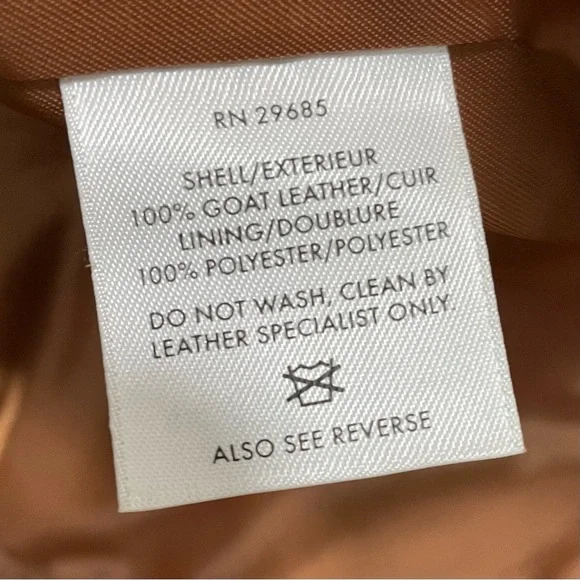 RN 29685
SHELL/EXTERIEUR
100% GOAT LEATHER/CUIR
LINING/DOUBLURE
100% POLYESTER/POLYESTER
DO NOT WASH, CLEAN BY
LEATHER SPECIALIST ONLY.
ALSO SEE REVERSE